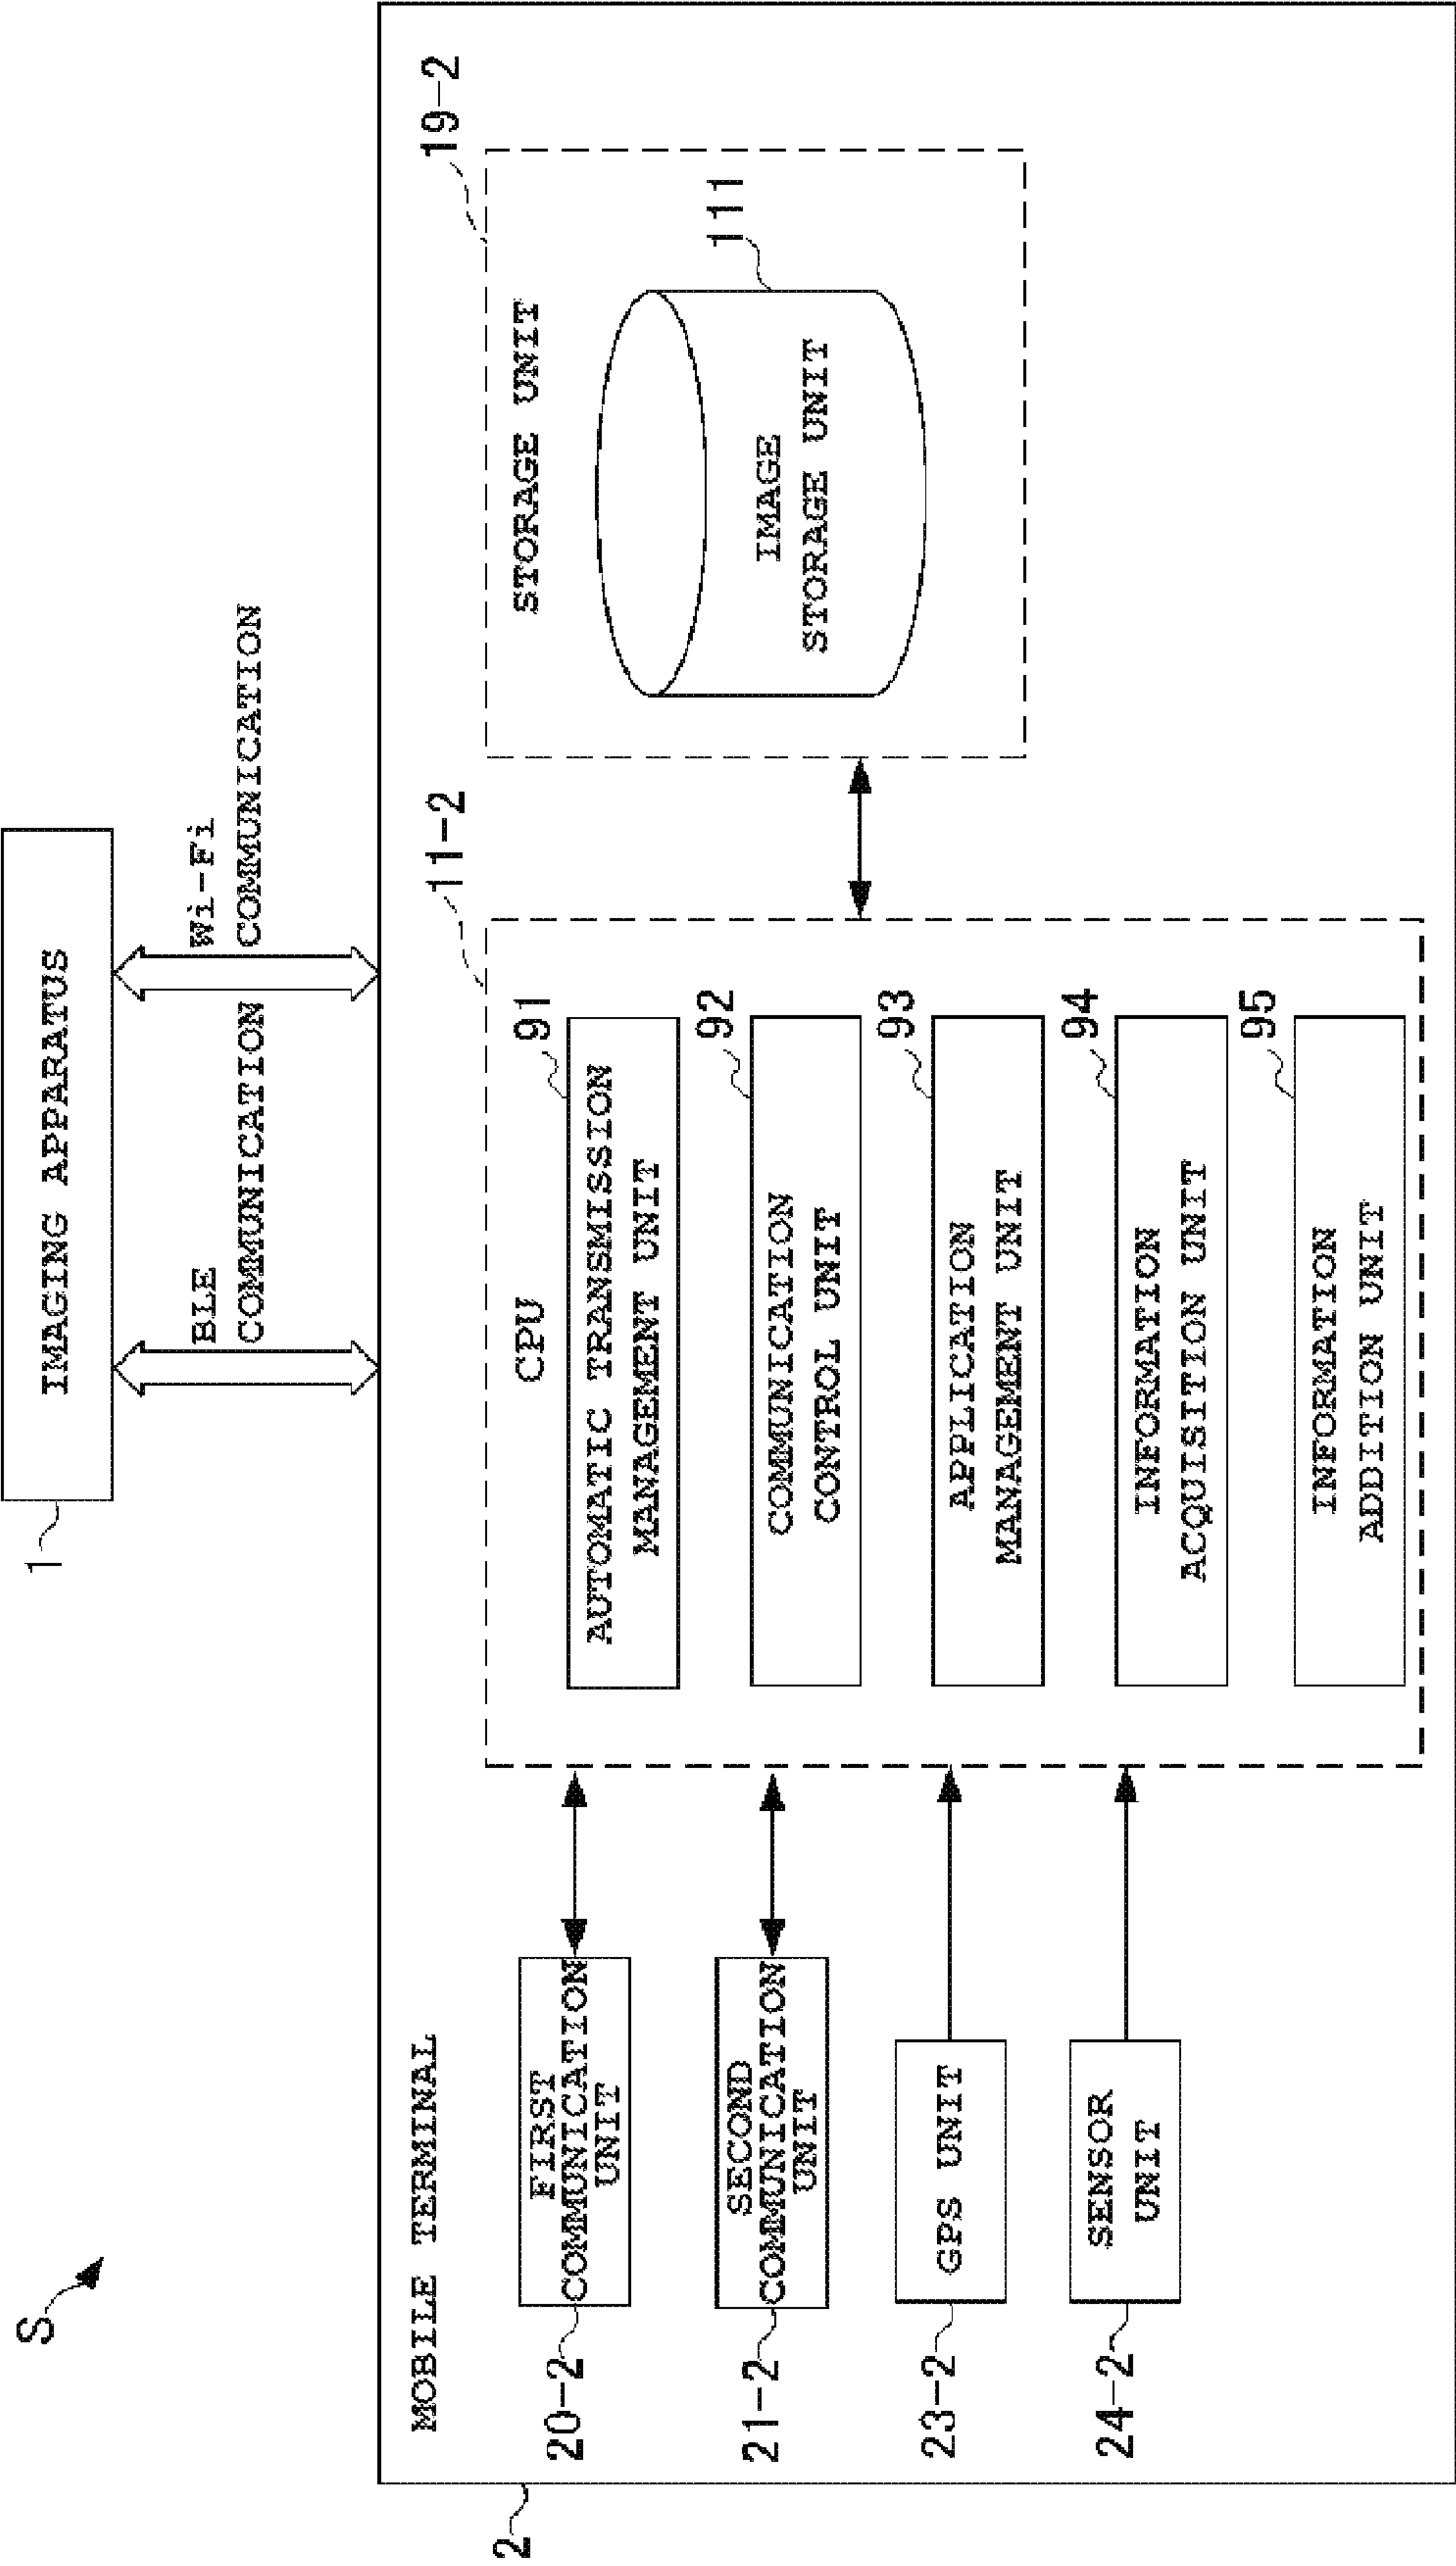 S
1
IMAGING APPARATUS
BLE
COMMUNICATION
Wi-Fi
COMMUNICATION
2
MOBILE TERMINAL
20-2
FIRST
COMMUNICATION
UNIT
21-2
SECOND
COMMUNICATION
UNIT
23-2
GPS UNIT
24-2
SENSOR
UNIT
11-2
CPU
91
AUTOMATIC TRANSMISSION
MANAGEMENT UNIT
92
COMMUNICATION
CONTROL UNIT
93
APPLICATION
MANAGEMENT UNIT
94
INFORMATION
ACQUISITION UNIT
95
INFORMATION
ADDITION UNIT
19-2
STORAGE UNIT
111
IMAGE
STORAGE UNIT